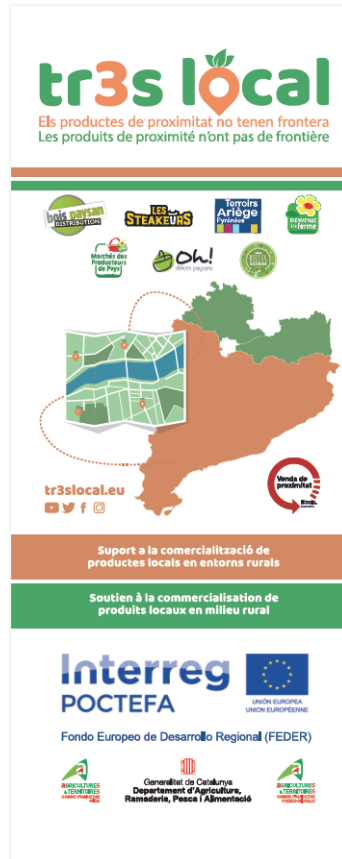 tr3s local
Els productes de proximitat no tenen frontera
Les produits de proximité n'ont pas de frontière
bois paysan
DISTRIBUTION
LES
STEAKEURS
Terroirs
Ariège
Pyrénées
BIENVENUE
à la ferme
Marchés des
Producteurs
de Pays
Oh!
délices paysans
tr3slocal.eu
Venda de
proximitat
Suport a la comercialització de
productes locals en entorns rurals
Soutien à la commercialisation de
produits locaux en milieu rural
Interreg
POCTEFA
UNIÓN EUROPEA
UNION EUROPÉENNE
Fondo Europeo de Desarrollo Regional (FEDER)
AGRICULTURES
& TERRITOIRES
Generalitat de Catalunya
Departament d'Agricultura,
Ramaderia, Pesca i Alimentació
AGRICULTURES
& TERRITOIRES